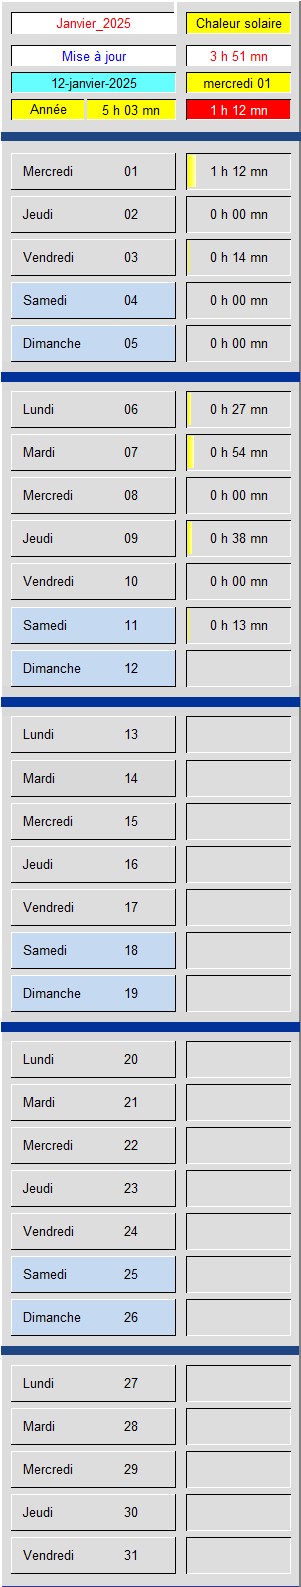 Janvier_2025 Chaleur solaire
Mise à jour 3 h 51 mn
12-janvier-2025 mercredi 01
Année 5 h 03 mn 1 h 12 mn
Mercredi 01 1 h 12 mn
Jeudi 02 0 h 00 mn
Vendredi 03 0 h 14 mn
Samedi 04 0 h 00 mn
Dimanche 05 0 h 00 mn
Lundi 06 0 h 27 mn
Mardi 07 0 h 54 mn
Mercredi 08 0 h 00 mn
Jeudi 09 0 h 38 mn
Vendredi 10 0 h 00 mn
Samedi 11 0 h 13 mn
Dimanche 12
Lundi 13
Mardi 14
Mercredi 15
Jeudi 16
Vendredi 17
Samedi 18
Dimanche 19
Lundi 20
Mardi 21
Mercredi 22
Jeudi 23
Vendredi 24
Samedi 25
Dimanche 26
Lundi 27
Mardi 28
Mercredi 29
Jeudi 30
Vendredi 31